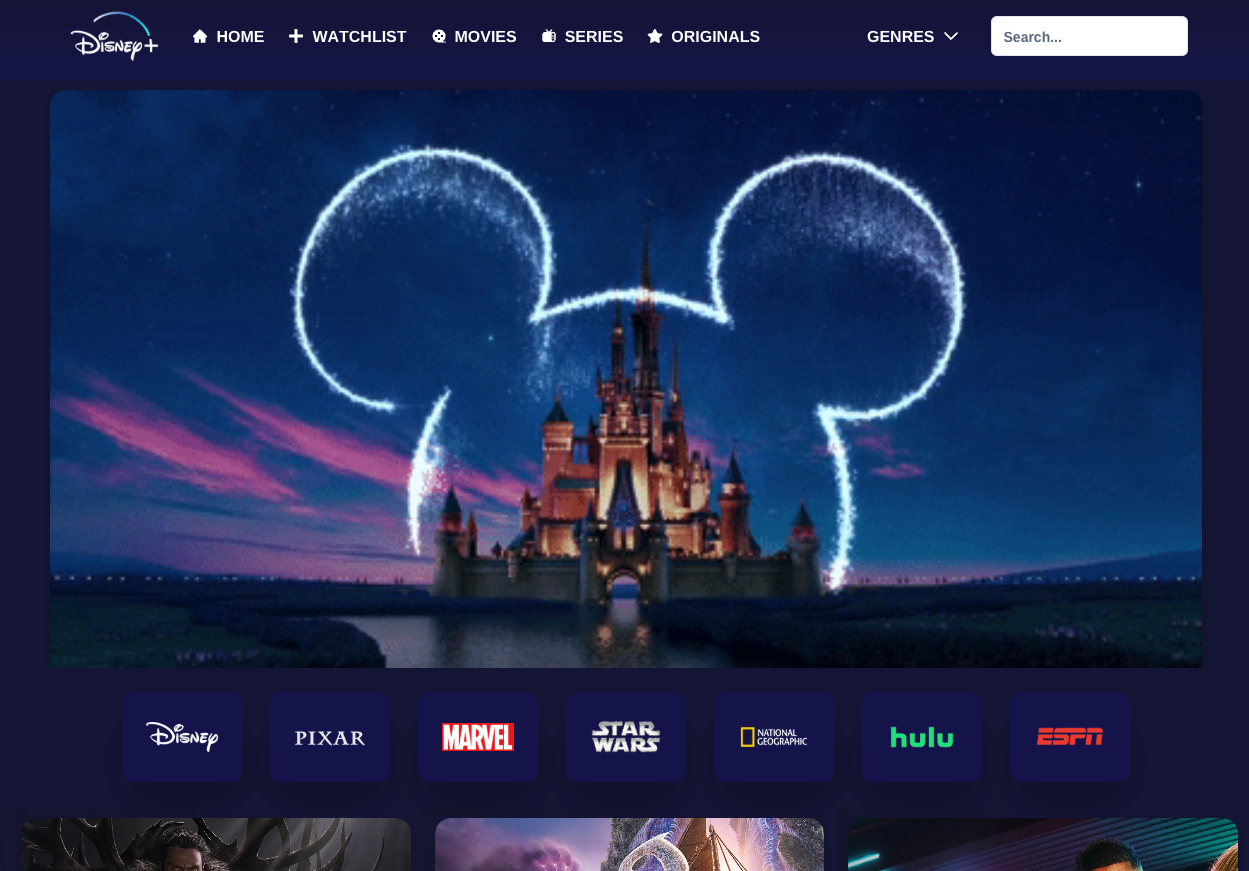 Disney+
HOME
WATCHLIST
MOVIES
SERIES
ORIGINALS
GENRES
Search...
Disney
PIXAR
MARVEL
STAR
WARS
NATIONAL
GEOGRAPHIC
hulu
ESPN